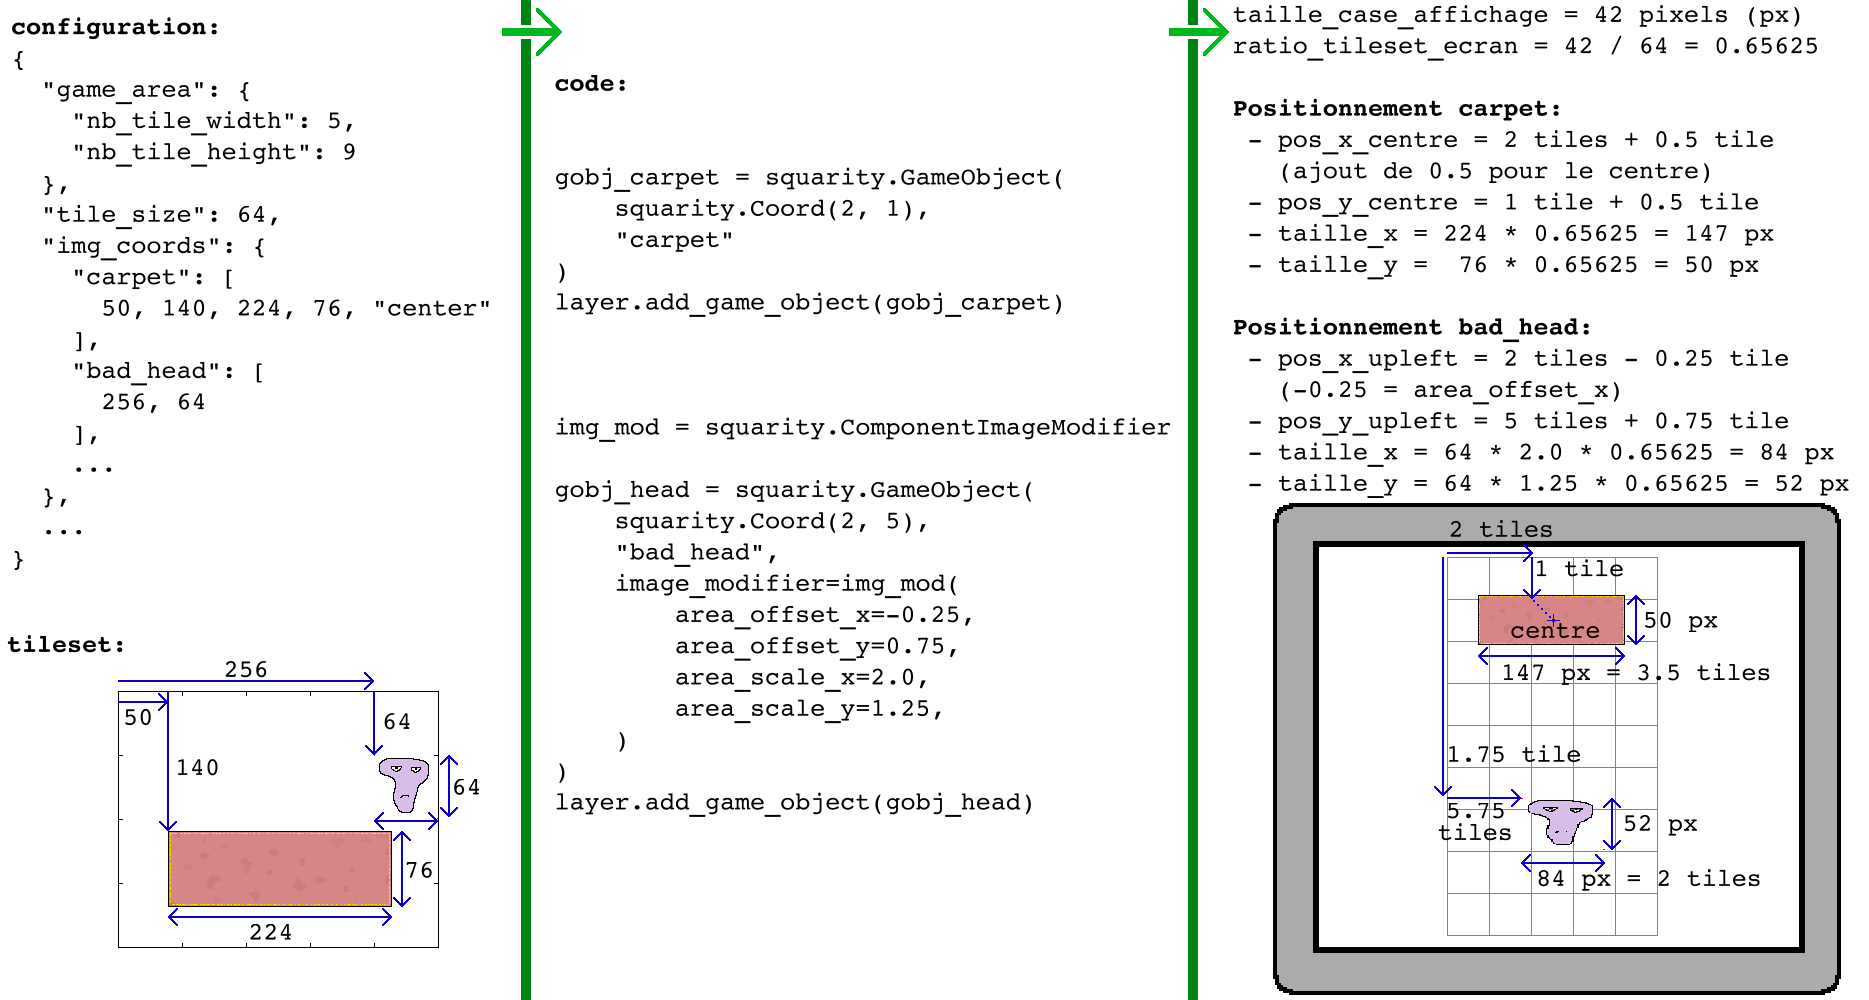 configuration:
{
  "game_area": {
    "nb_tile_width": 5,
    "nb_tile_height": 9
  },
  "tile_size": 64,
  "img_coords": {
    "carpet": [
      50, 140, 224, 76, "center"
    ],
    "bad_head": [
      256, 64
    ],
    ...
  },
  ...
}
tileset:
256
50
64
140
64
76
224
code:
gobj_carpet = squarity.GameObject(
    squarity.Coord(2, 1),
    "carpet"
)
layer.add_game_object(gobj_carpet)
img_mod = squarity.ComponentImageModifier
gobj_head = squarity.GameObject(
    squarity.Coord(2, 5),
    "bad_head",
    image_modifier=img_mod(
        area_offset_x=-0.25,
        area_offset_y=0.75,
        area_scale_x=2.0,
        area_scale_y=1.25,
    )
)
layer.add_game_object(gobj_head)
taille_case_affichage = 42 pixels (px)
ratio_tileset_ecran = 42 / 64 = 0.65625
Positionnement carpet:
 - pos_x_centre = 2 tiles + 0.5 tile
   (ajout de 0.5 pour le centre)
 - pos_y_centre = 1 tile + 0.5 tile
 - taille_x = 224 * 0.65625 = 147 px
 - taille_y =  76 * 0.65625 = 50 px
Positionnement bad_head:
 - pos_x_upleft = 2 tiles - 0.25 tile
   (-0.25 = area_offset_x)
 - pos_y_upleft = 5 tiles + 0.75 tile
 - taille_x = 64 * 2.0 * 0.65625 = 84 px
 - taille_y = 64 * 1.25 * 0.65625 = 52 px
2 tiles
1 tile
50 px
centre
147 px = 3.5 tiles
1.75 tile
5.75
tiles
52 px
84 px = 2 tiles